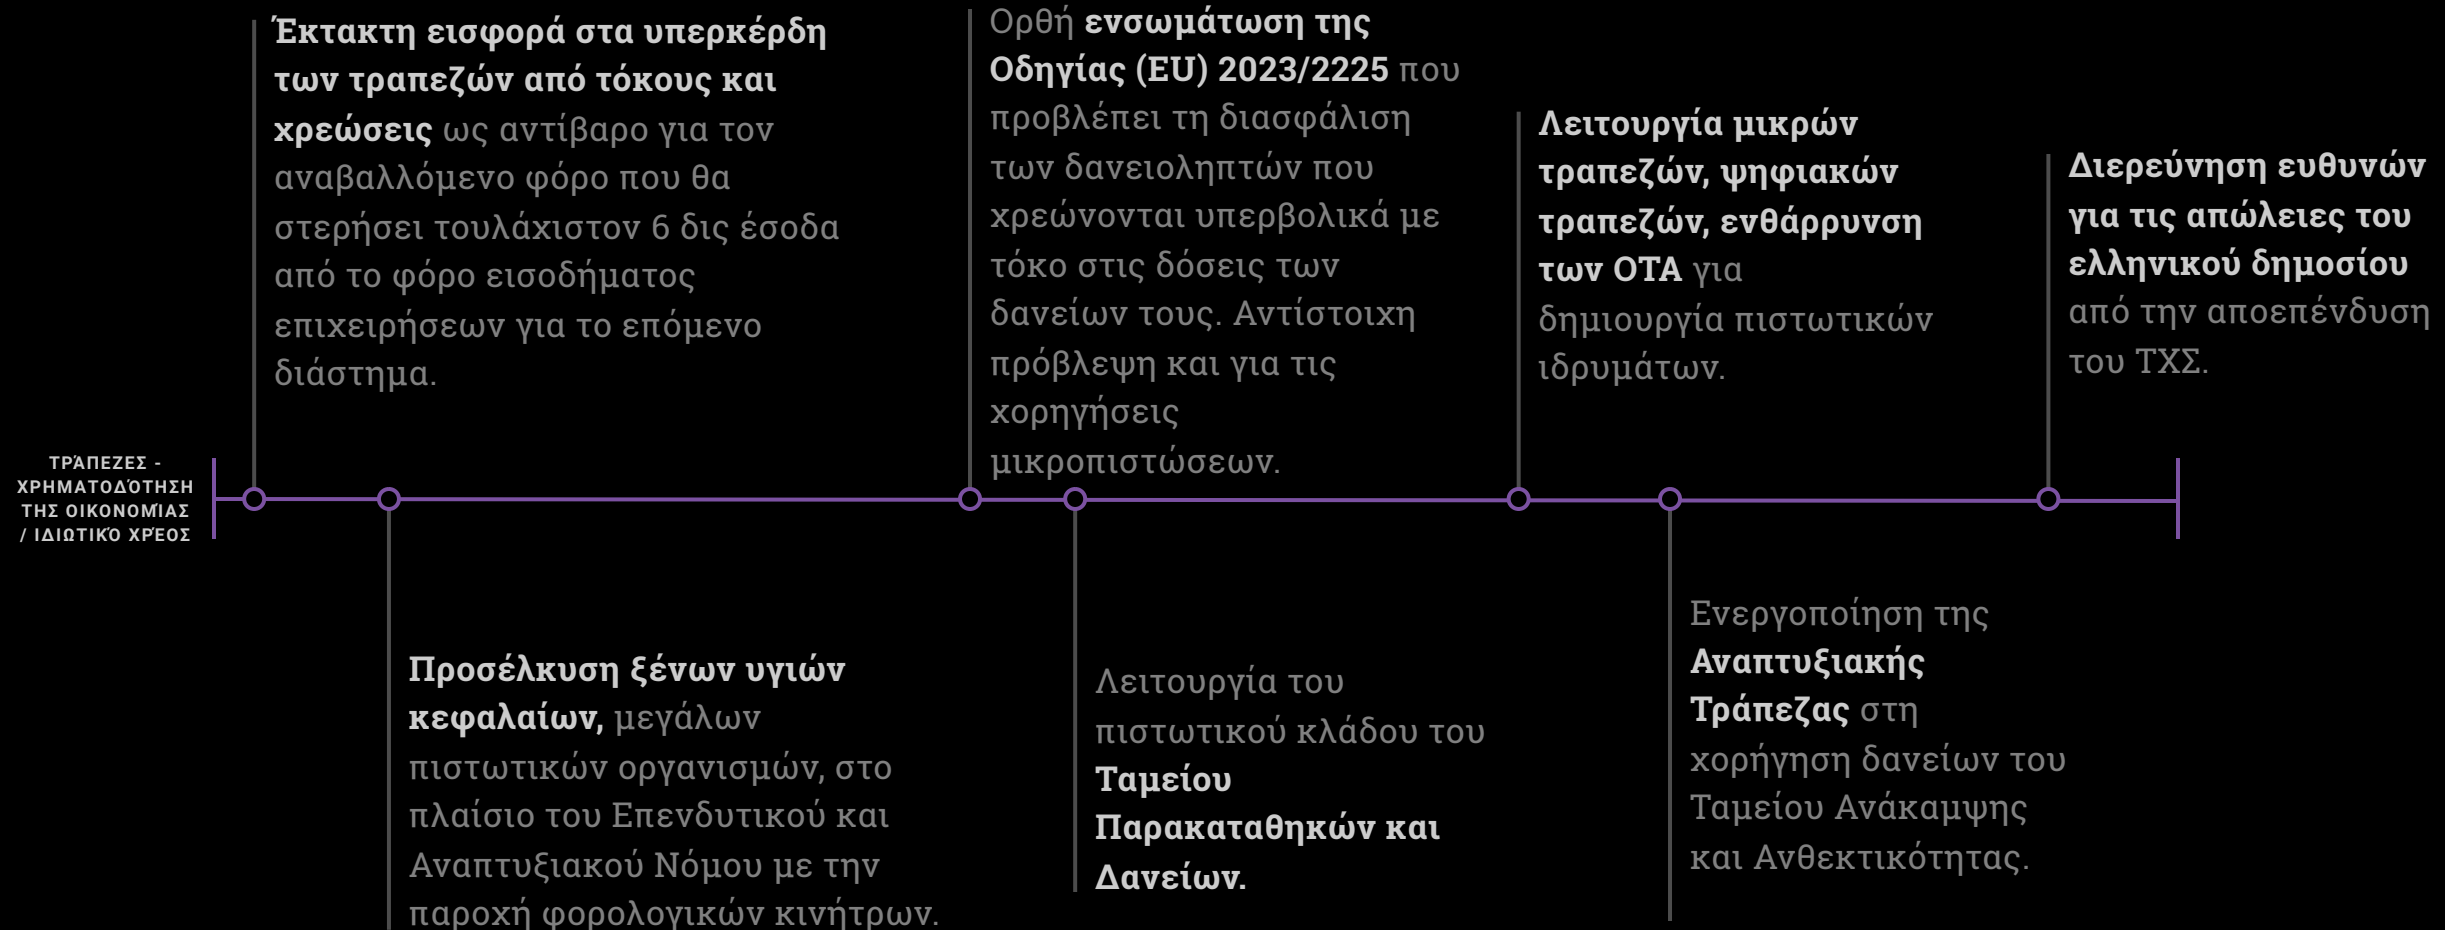 Έκτακτη εισφορά στα υπερκέρδη
των τραπεζών από τόκους και
χρεώσεις ως αντίβαρο για τον
αναβαλλόμενο φόρο που θα
στερήσει τουλάχιστον 6 δις έσοδα
από το φόρο εισοδήματος
επιχειρήσεων για το επόμενο
διάστημα.
Ορθή ενσωμάτωση της
Οδηγίας (EU) 2023/2225 που
προβλέπει τη διασφάλιση
των δανειοληπτών που
χρεώνονται υπερβολικά με
τόκο στις δόσεις των
δανείων τους. Αντίστοιχη
πρόβλεψη και για τις
χορηγήσεις
μικροπιστώσεων.
Λειτουργία μικρών
τραπεζών, ψηφιακών
τραπεζών, ενθάρρυνση
των ΟΤΑ για
δημιουργία πιστωτικών
ιδρυμάτων.
Διερεύνηση ευθυνών
για τις απώλειες του
ελληνικού δημοσίου
από την αποεπένδυση
του ΤΧΣ.
ΤΡΆΠΕΖΕΣ -
ΧΡΗΜΑΤΟΔΌΤΗΣΗ
ΤΗΣ ΟΙΚΟΝΟΜΊΑΣ
/ ΙΔΙΩΤΙΚΌ ΧΡΈΟΣ
Προσέλκυση ξένων υγιών
κεφαλαίων, μεγάλων
πιστωτικών οργανισμών, στο
πλαίσιο του Επενδυτικού και
Αναπτυξιακού Νόμου με την
παροχή φορολογικών κινήτρων.
Λειτουργία του
πιστωτικού κλάδου του
Ταμείου
Παρακαταθηκών και
Δανείων.
Ενεργοποίηση της
Αναπτυξιακής
Τράπεζας στη
χορήγηση δανείων του
Ταμείου Ανάκαμψης
και Ανθεκτικότητας.